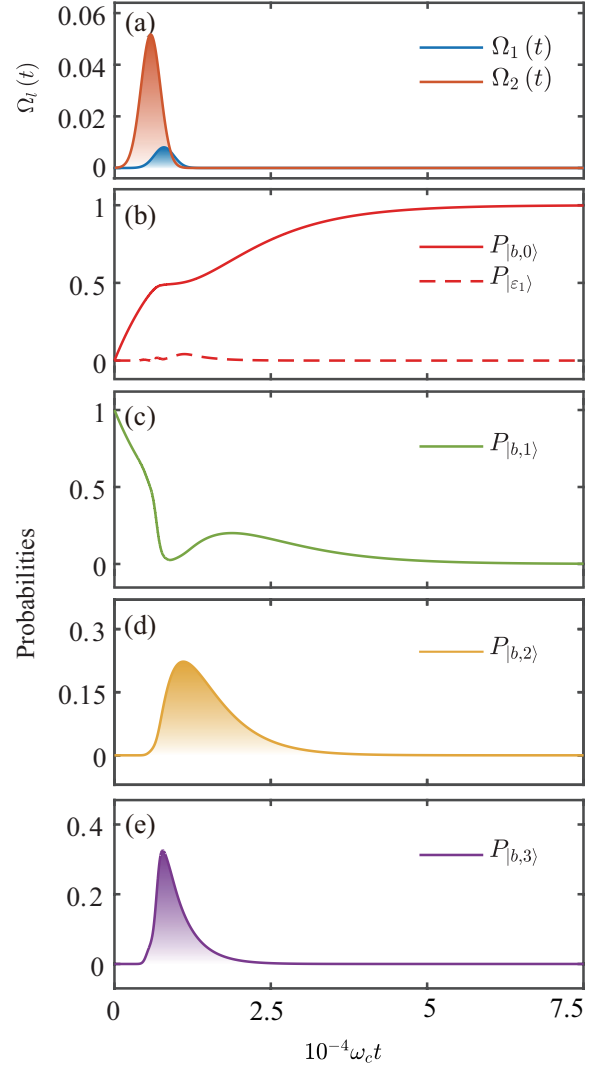 (a)
0.06
0.04
0.02
0
Ωₗ(t)
Ω₁(t)
Ω₂(t)
(b)
1
0.5
0
P|b,0⟩
P|ε₁⟩
(c)
1
0.5
0
P|b,1⟩
Probabilities
(d)
0.3
0.15
0
P|b,2⟩
(e)
0.4
0.2
0
P|b,3⟩
0 2.5 5 7.5
10⁻⁴ω_c t